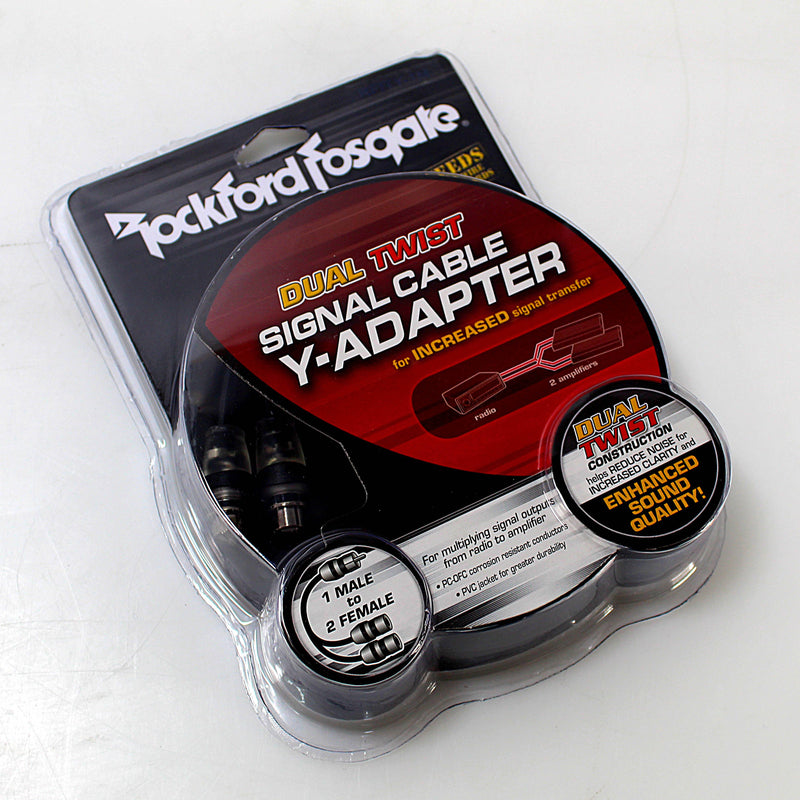 Rockford Fosgate®
DUAL TWIST
SIGNAL CABLE
Y-ADAPTER
for INCREASED signal transfer
radio
2 amplifiers
DUAL
TWIST
CONSTRUCTION
helps REDUCE NOISE for
INCREASED CLARITY and
ENHANCED
SOUND
QUALITY!
For multiplying signal outputs
from radio to amplifier
• PC-OFC corrosion resistant conductors
• PVC jacket for greater durability
1 MALE
to
2 FEMALE